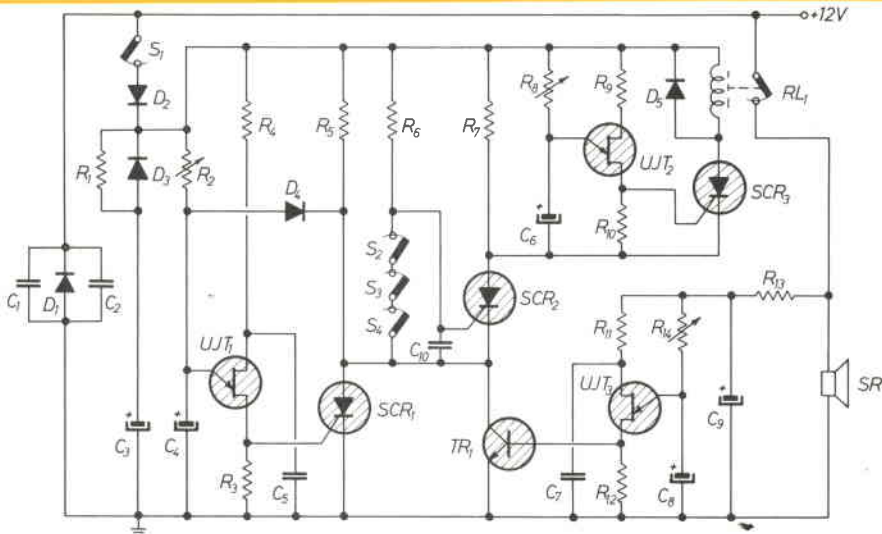 +12V
S1
D2
R1
D3
R2
R4
R5
R6
R7
R8
R9
D5
RL1
UJT2
SCR3
D4
C6
R10
S2
S3
S4
SCR2
C10
C1
D1
C2
UJT1
SCR1
R11
R14
R13
UJT3
C9
SR
C3
C4
R3
C5
TR1
C7
R12
C8